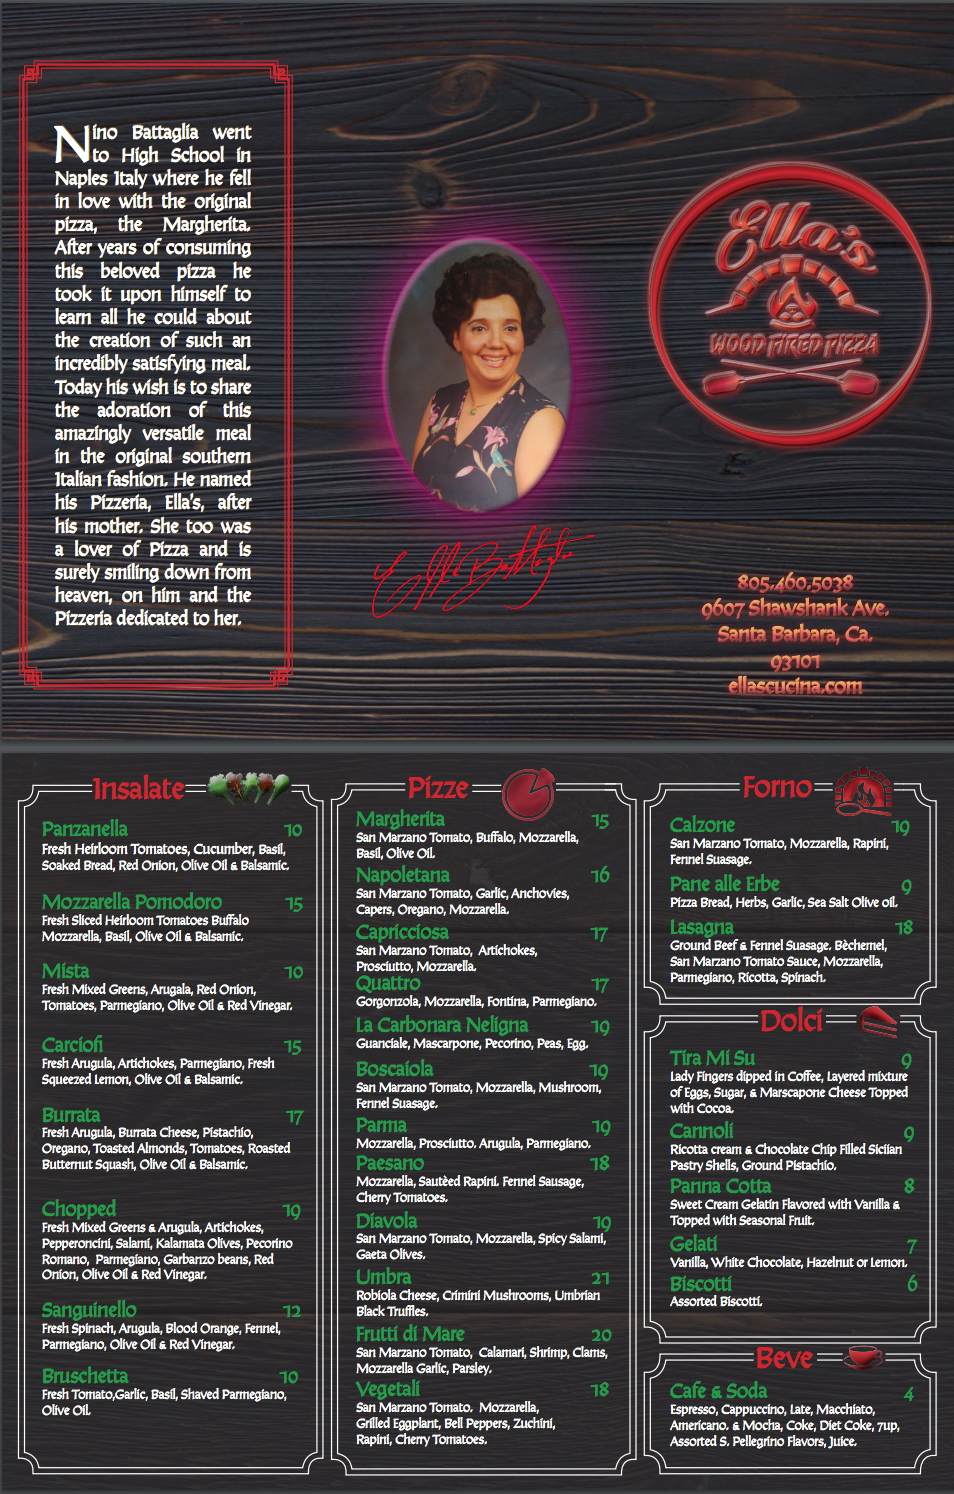 Nino Battaglia went
to High School in
Naples Italy where he fell
in love with the original
pizza, the Margherita.
After years of consuming
this beloved pizza he
took it upon himself to
learn all he could about
the creation of such an
incredibly satisfying meal.
Today his wish is to share
the adoration of this
amazingly versatile meal
in the original southern
Italian fashion. He named
his Pizzeria, Ella's, after
his mother. She too was
a lover of Pizza and is
surely smiling down from
heaven, on him and the
Pizzeria dedicated to her.
Ella Battaglia
Ella's
WOOD FIRED PIZZA
805.460.5038
9607 Shawshank Ave.
Santa Barbara, Ca.
93101
ellascucina.com
Insalate
Panzanella 10
Fresh Heirloom Tomatoes, Cucumber, Basil,
Soaked Bread, Red Onion, Olive Oil & Balsamic.
Mozzarella Pomodoro 15
Fresh Sliced Heirloom Tomatoes Buffalo
Mozzarella, Basil, Olive Oil & Balsamic.
Mista 10
Fresh Mixed Greens, Arugala, Red Onion,
Tomatoes, Parmegiano, Olive Oil & Red Vinegar.
Carciofi 15
Fresh Arugula, Artichokes, Parmegiano, Fresh
Squeezed Lemon, Olive Oil & Balsamic.
Burrata 17
Fresh Arugula, Burrata Cheese, Pistachio,
Oregano, Toasted Almonds, Tomatoes, Roasted
Butternut Squash, Olive Oil & Balsamic.
Chopped 19
Fresh Mixed Greens & Arugula, Artichokes,
Pepperoncini, Salami, Kalamata Olives, Pecorino
Romano, Parmegiano, Garbanzo beans, Red
Onion, Olive Oil & Red Vinegar.
Sanguinello 12
Fresh Spinach, Arugula, Blood Orange, Fennel,
Parmegiano, Olive Oil & Red Vinegar.
Bruschetta 10
Fresh Tomato,Garlic, Basil, Shaved Parmegiano,
Olive Oil.
Pizze
Margherita 15
San Marzano Tomato, Buffalo, Mozzarella,
Basil, Olive Oil.
Napoletana 16
San Marzano Tomato, Garlic, Anchovies,
Capers, Oregano, Mozzarella.
Capricciosa 17
San Marzano Tomato, Artichokes,
Prosciutto, Mozzarella.
Quattro 17
Gorgonzola, Mozzarella, Fontina, Parmegiano.
La Carbonara Neligna 19
Guanciale, Mascarpone, Pecorino, Peas, Egg.
Boscaiola 19
San Marzano Tomato, Mozzarella, Mushroom,
Fennel Suasage.
Parma 19
Mozzarella, Prosciutto. Arugula, Parmegiano.
Paesano 18
Mozzarella, Sautèed Rapini. Fennel Sausage,
Cherry Tomatoes.
Diavola 19
San Marzano Tomato, Mozzarella, Spicy Salami,
Gaeta Olives.
Umbra 21
Robiola Cheese, Crimini Mushrooms, Umbrian
Black Truffles.
Frutti di Mare 20
San Marzano Tomato, Calamari, Shrimp, Clams,
Mozzarella Garlic, Parsley.
Vegetali 18
San Marzano Tomato. Mozzarella,
Grilled Eggplant, Bell Peppers, Zuchini,
Rapini, Cherry Tomatoes.
Forno
Calzone 19
San Marzano Tomato, Mozzarella, Rapini,
Fennel Suasage.
Pane alle Erbe 9
Pizza Bread, Herbs, Garlic, Sea Salt Olive oil.
Lasagna 18
Ground Beef & Fennel Suasage. Bèchemel,
San Marzano Tomato Sauce, Mozzarella,
Parmegiano, Ricotta, Spinach.
Dolci
Tira Mi Su 9
Lady Fingers dipped in Coffee, Layered mixture
of Eggs, Sugar, & Marscapone Cheese Topped
with Cocoa.
Cannoli 9
Ricotta cream & Chocolate Chip Filled Siciian
Pastry Shells, Ground Pistachio.
Panna Cotta 8
Sweet Cream Gelatin Flavored with Vanilla &
Topped with Seasonal Fruit.
Gelati 7
Vanilla, White Chocolate, Hazelnut or Lemon.
Biscotti 6
Assorted Biscotti.
Beve
Cafe & Soda 4
Espresso, Cappuccino, Late, Macchiato,
Americano. & Mocha, Coke, Diet Coke, 7up,
Assorted S. Pellegrino Flavors, Juice.